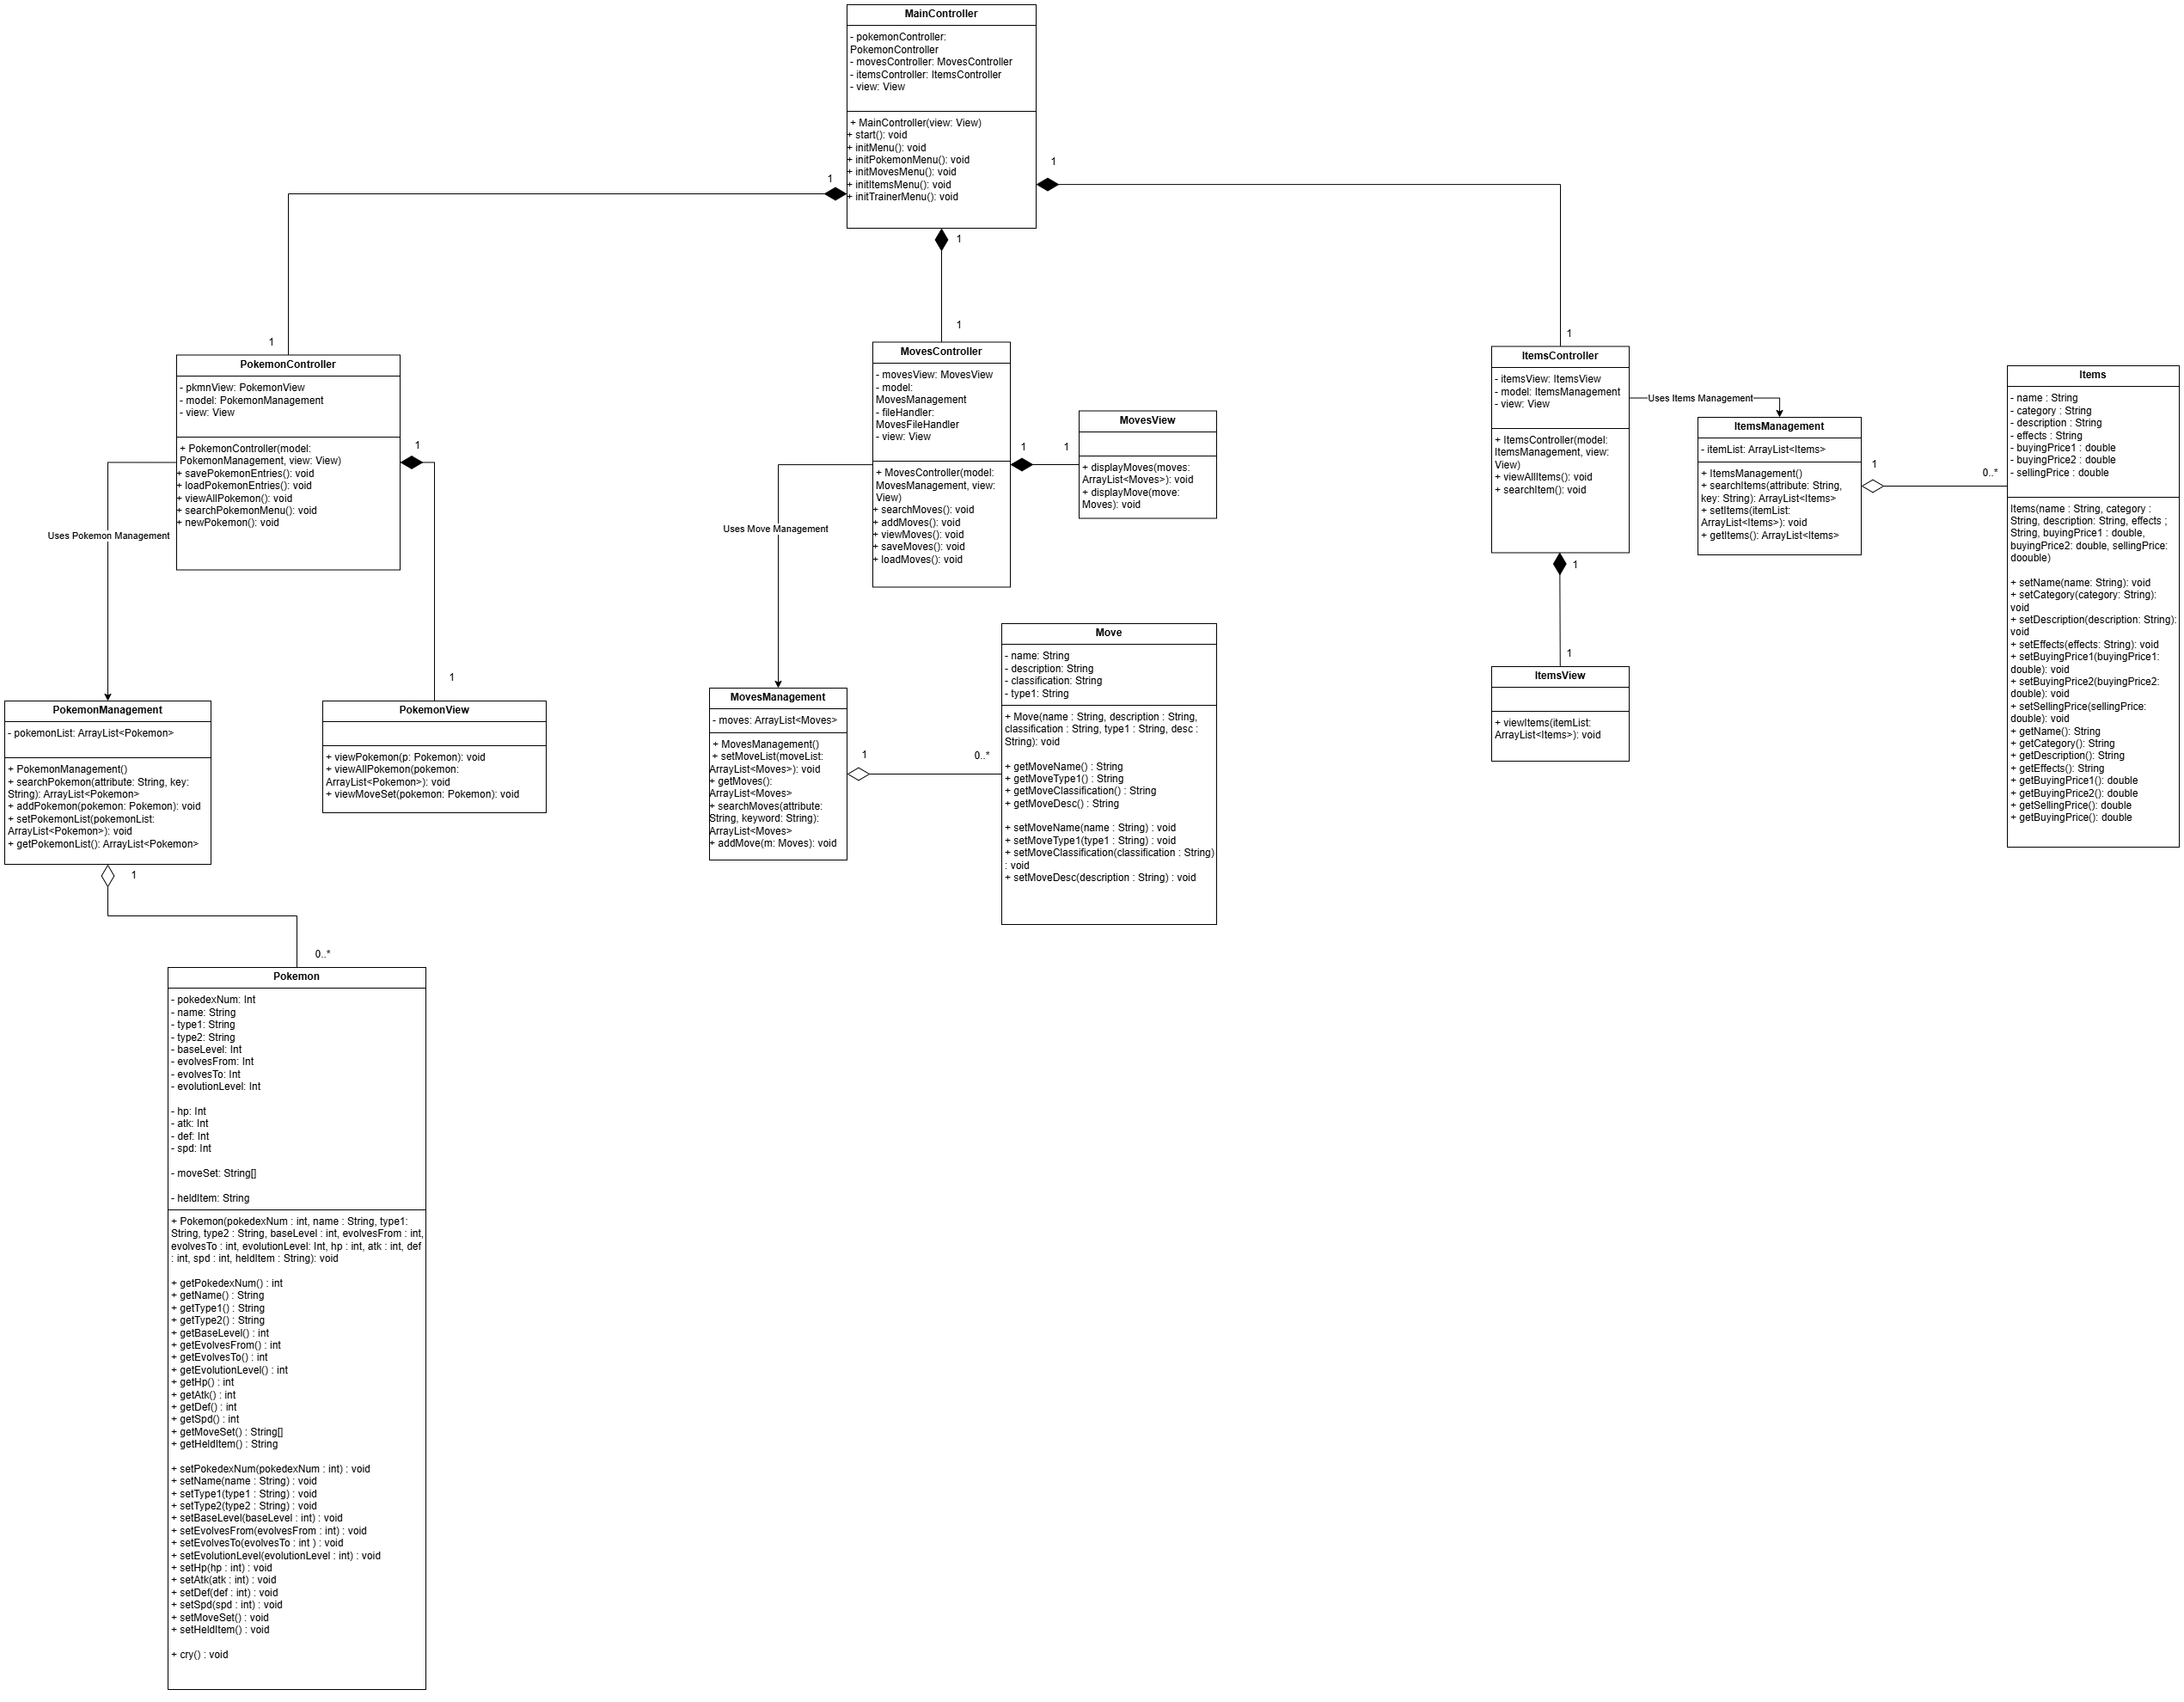 MainController
- pokemonController:
PokemonController
- movesController: MovesController
- itemsController: ItemsController
- view: View
+ MainController(view: View)
+ start(): void
+ initMenu(): void
+ initPokemonMenu(): void
+ initMovesMenu(): void
+ initItemsMenu(): void
+ initTrainerMenu(): void
1
1
1
1
1
1
PokemonController
- pkmnView: PokemonView
- model: PokemonManagement
- view: View
+ PokemonController(model:
PokemonManagement, view: View)
+ savePokemonEntries(): void
+ loadPokemonEntries(): void
+ viewAllPokemon(): void
+ searchPokemonMenu(): void
+ newPokemon(): void
1
1
Uses Pokemon Management
PokemonManagement
- pokemonList: ArrayList<Pokemon>
+ PokemonManagement()
+ searchPokemon(attribute: String, key:
String): ArrayList<Pokemon>
+ addPokemon(pokemon: Pokemon): void
+ setPokemonList(pokemonList:
ArrayList<Pokemon>): void
+ getPokemonList(): ArrayList<Pokemon>
1
0..*
PokemonView
+ viewPokemon(p: Pokemon): void
+ viewAllPokemon(pokemon:
ArrayList<Pokemon>): void
+ viewMoveSet(pokemon: Pokemon): void
Pokemon
- pokedexNum: Int
- name: String
- type1: String
- type2: String
- baseLevel: Int
- evolvesFrom: Int
- evolvesTo: Int
- evolutionLevel: Int
- hp: Int
- atk: Int
- def: Int
- spd: Int
- moveSet: String[]
- heldItem: String
+ Pokemon(pokedexNum : int, name : String, type1:
String, type2 : String, baseLevel : int, evolvesFrom : int,
evolvesTo : int, evolutionLevel: Int, hp : int, atk : int, def
: int, spd : int, heldItem : String): void
+ getPokedexNum() : int
+ getName() : String
+ getType1() : String
+ getType2() : String
+ getBaseLevel() : int
+ getEvolvesFrom() : int
+ getEvolvesTo() : int
+ getEvolutionLevel() : int
+ getHp() : int
+ getAtk() : int
+ getDef() : int
+ getSpd() : int
+ getMoveSet() : String[]
+ getHeldItem() : String
+ setPokedexNum(pokedexNum : int) : void
+ setName(name : String) : void
+ setType1(type1 : String) : void
+ setType2(type2 : String) : void
+ setBaseLevel(baseLevel : int) : void
+ setEvolvesFrom(evolvesFrom : int) : void
+ setEvolvesTo(evolvesTo : int ) : void
+ setEvolutionLevel(evolutionLevel : int) : void
+ setHp(hp : int) : void
+ setAtk(atk : int) : void
+ setDef(def : int) : void
+ setSpd(spd : int) : void
+ setMoveSet() : void
+ setHeldItem() : void
+ cry() : void
MovesController
- movesView: MovesView
- model:
MovesManagement
- fileHandler:
MovesFileHandler
- view: View
+ MovesController(model:
MovesManagement, view:
View)
+ searchMoves(): void
+ addMoves(): void
+ viewMoves(): void
+ saveMoves(): void
+ loadMoves(): void
1
1
MovesView
+ displayMoves(moves:
ArrayList<Moves>): void
+ displayMove(move:
Moves): void
Uses Move Management
MovesManagement
- moves: ArrayList<Moves>
+ MovesManagement()
+ setMoveList(moveList:
ArrayList<Moves>): void
+ getMoves():
ArrayList<Moves>
+ searchMoves(attribute:
String, keyword: String):
ArrayList<Moves>
+ addMove(m: Moves): void
1
0..*
Move
- name: String
- description: String
- classification: String
- type1: String
+ Move(name : String, description : String,
classification : String, type1 : String, desc :
String): void
+ getMoveName() : String
+ getMoveType1() : String
+ getMoveClassification() : String
+ getMoveDesc() : String
+ setMoveName(name : String) : void
+ setMoveType1(type1 : String) : void
+ setMoveClassification(classification : String)
: void
+ setMoveDesc(description : String) : void
ItemsController
- itemsView: ItemsView
- model: ItemsManagement
- view: View
+ ItemsController(model:
ItemsManagement, view:
View)
+ viewAllItems(): void
+ searchItem(): void
1
1
ItemsView
+ viewItems(itemList:
ArrayList<Items>): void
Uses Items Management
ItemsManagement
- itemList: ArrayList<Items>
+ ItemsManagement()
+ searchItems(attribute: String,
key: String): ArrayList<Items>
+ setItems(itemList:
ArrayList<Items>): void
+ getItems(): ArrayList<Items>
1
0..*
Items
- name : String
- category : String
- description : String
- effects : String
- buyingPrice1 : double
- buyingPrice2 : double
- sellingPrice : double
Items(name : String, category :
String, description: String, effects ;
String, buyingPrice1 : double,
buyingPrice2: double, sellingPrice:
doouble)
+ setName(name: String): void
+ setCategory(category: String):
void
+ setDescription(description: String):
void
+ setEffects(effects: String): void
+ setBuyingPrice1(buyingPrice1:
double): void
+ setBuyingPrice2(buyingPrice2:
double): void
+ setSellingPrice(sellingPrice:
double): void
+ getName(): String
+ getCategory(): String
+ getDescription(): String
+ getEffects(): String
+ getBuyingPrice1(): double
+ getBuyingPrice2(): double
+ getSellingPrice(): double
+ getBuyingPrice(): double